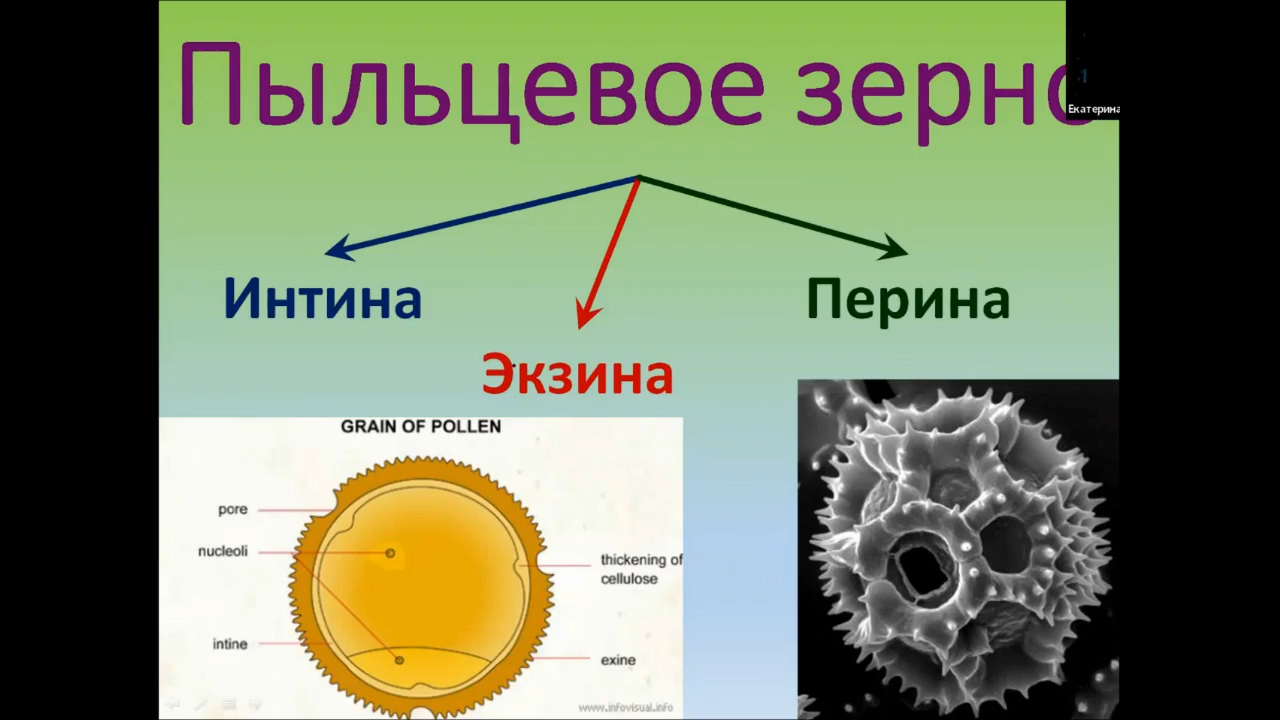 Пыльцевое зерно
Екатерина
Интина
Перина
Экзина
GRAIN OF POLLEN
pore
nucleoli
thickening of
cellulose
intine
exine
www.infovisual.info